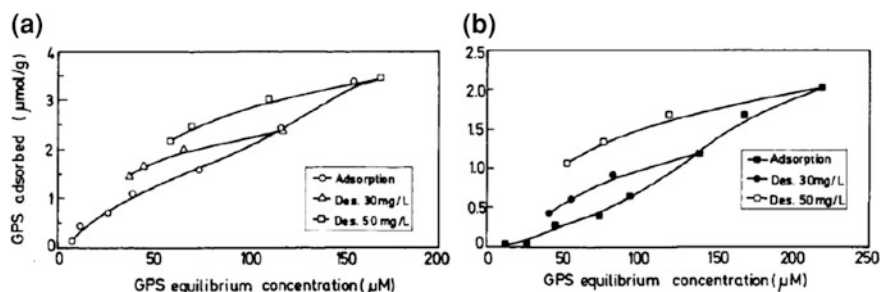 (a)
GPS adsorbed (μmol/g)
4
3
2
1
0
0
50
100
150
200
GPS equilibrium concentration(μM)
Adsorption
Des. 30mg/L
Des. 50mg/L
(b)
2.5
2.0
1.5
1.0
0.5
0
0
50
100
150
200
250
GPS equilibrium concentration (μM)
Adsorption
Des. 30mg/L
Des. 50mg/L